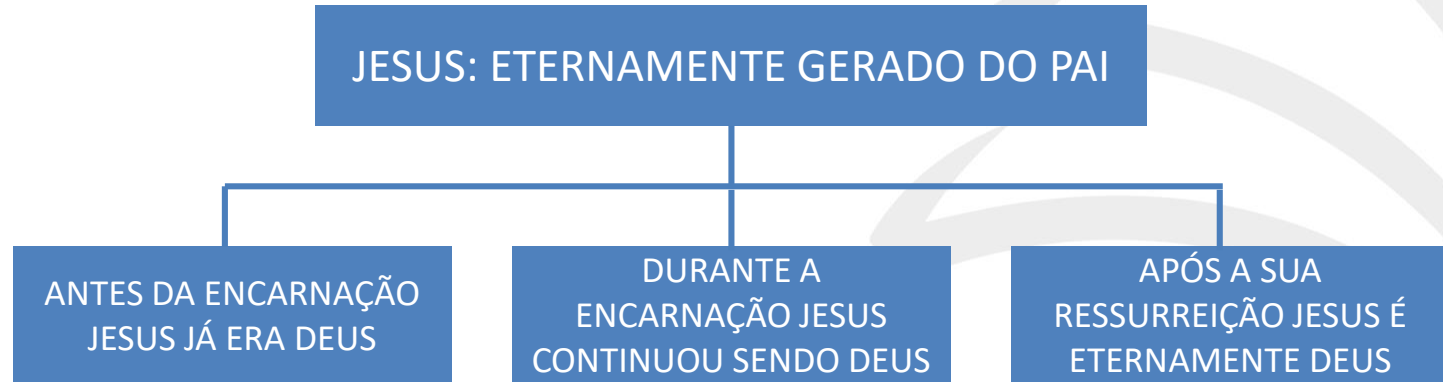 JESUS: ETERNAMENTE GERADO DO PAI
ANTES DA ENCARNAÇÃO
JESUS JÁ ERA DEUS
DURANTE A
ENCARNAÇÃO JESUS
CONTINUOU SENDO DEUS
APÓS A SUA
RESSURREIÇÃO JESUS É
ETERNAMENTE DEUS